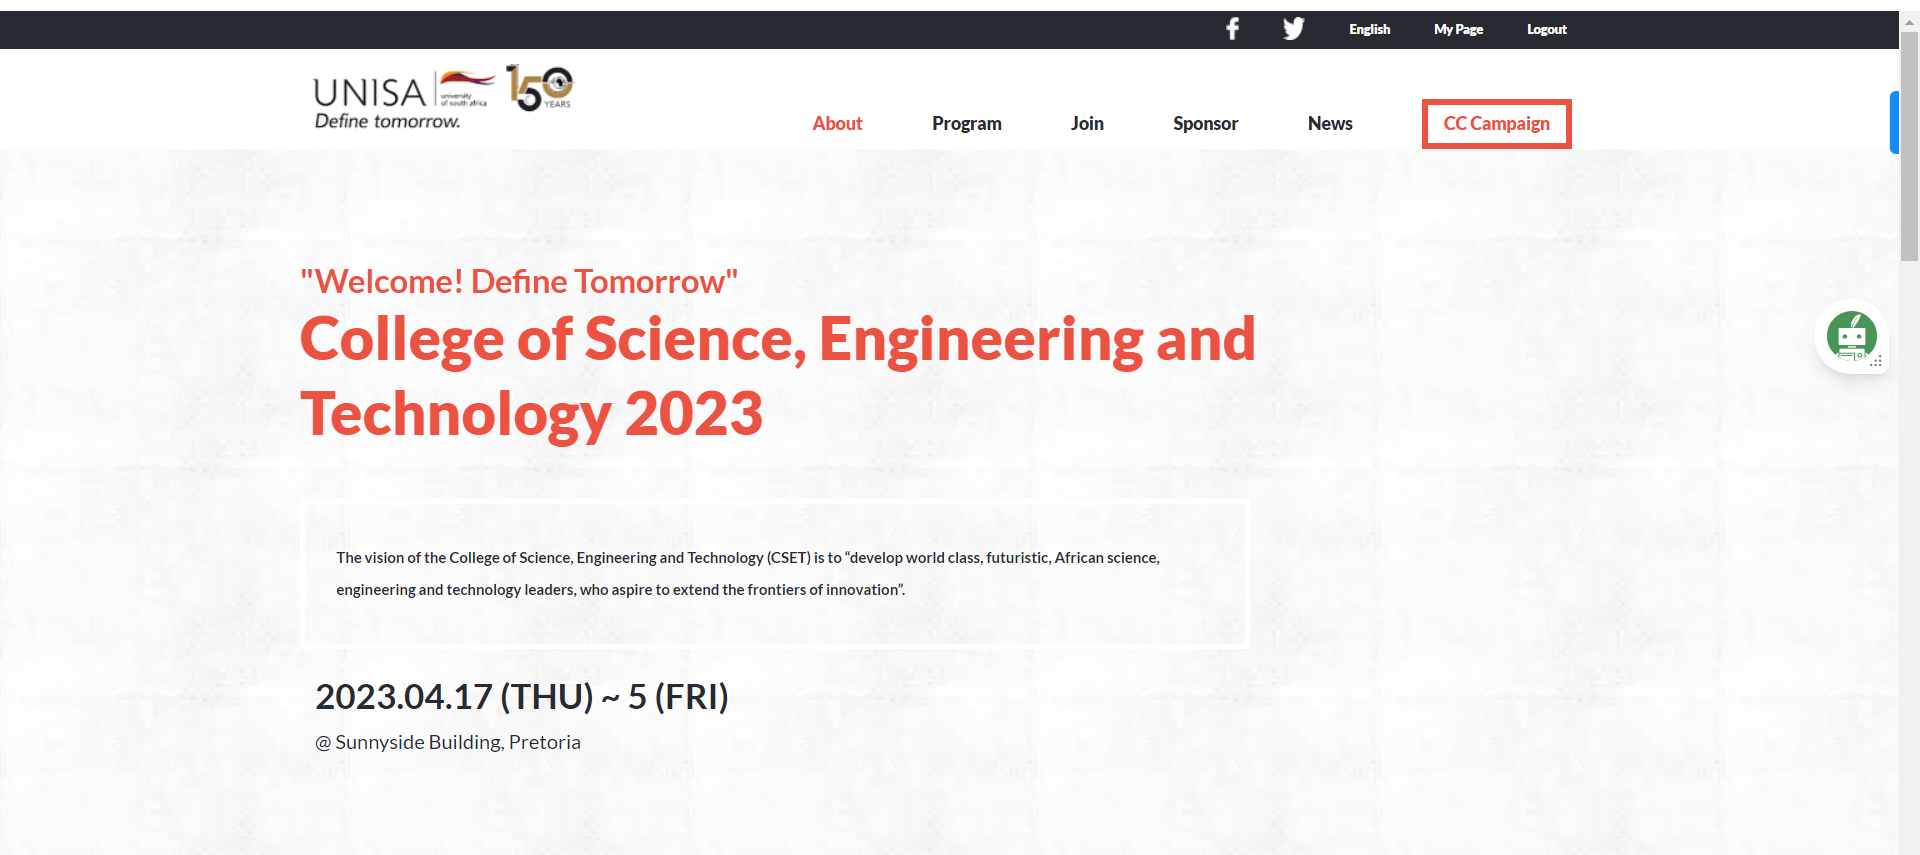 English My Page Logout
UNISA university of south africa 150 YEARS
Define tomorrow.
About Program Join Sponsor News CC Campaign
"Welcome! Define Tomorrow"
College of Science, Engineering and
Technology 2023
The vision of the College of Science, Engineering and Technology (CSET) is to “develop world class, futuristic, African science,
engineering and technology leaders, who aspire to extend the frontiers of innovation”.
2023.04.17 (THU) ~ 5 (FRI)
@ Sunnyside Building, Pretoria